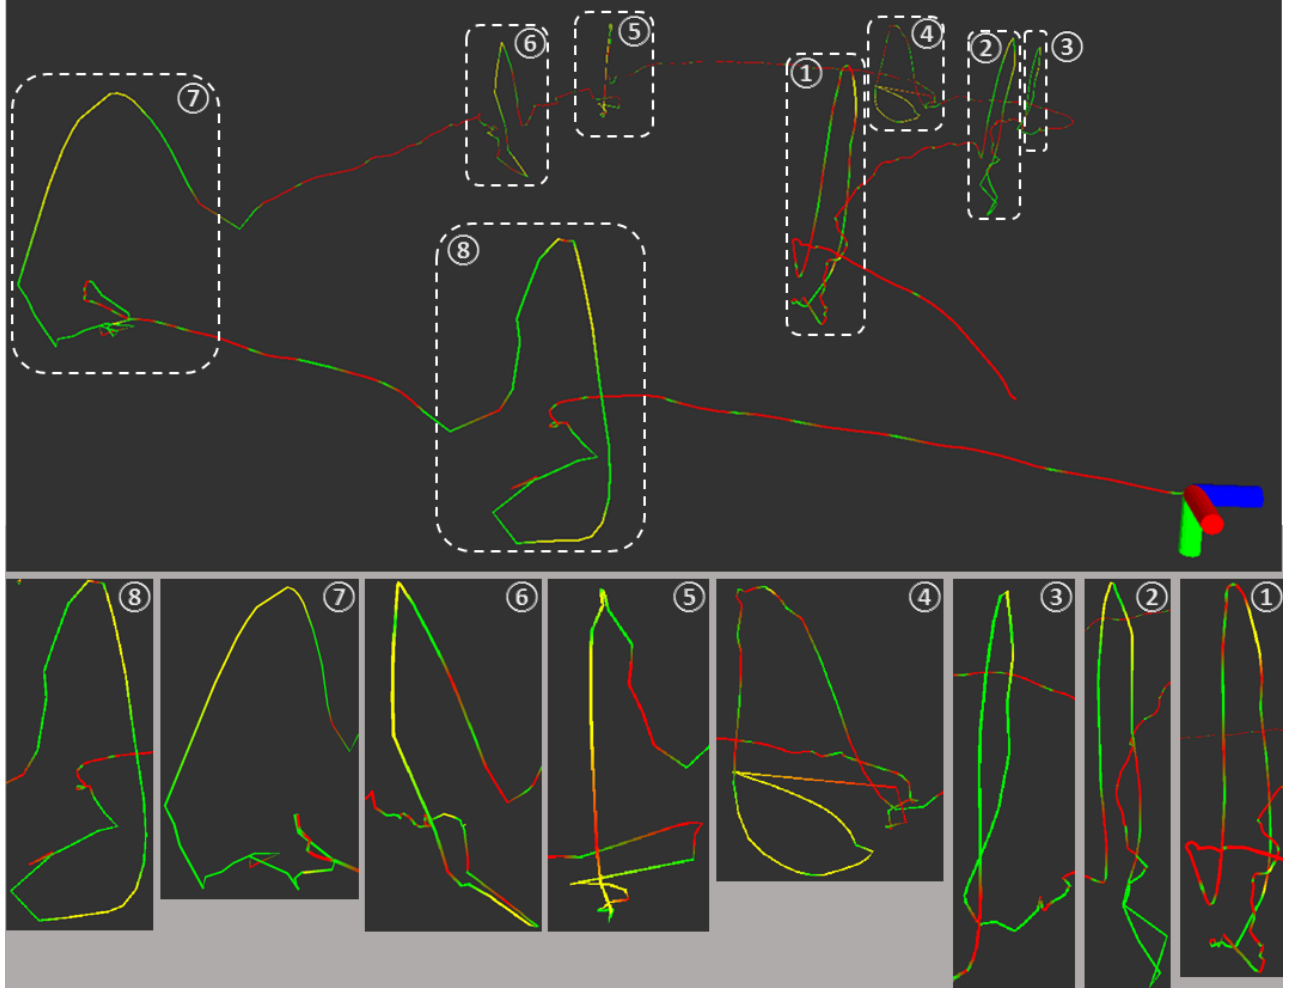 ⑥ ⑤ ④ ② ③
① ⑦
⑧
⑧ ⑦ ⑥ ⑤ ④ ③ ② ①